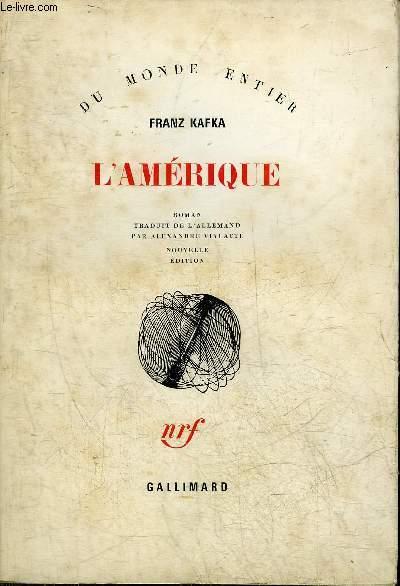 Le-livre.com
DU MONDE ENTIER
FRANZ KAFKA
L'AMÉRIQUE
ROMAN
TRADUIT DE L'ALLEMAND
PAR ALEXANDRE VIALATTE
NOUVELLE
ÉDITION
nrf
GALLIMARD